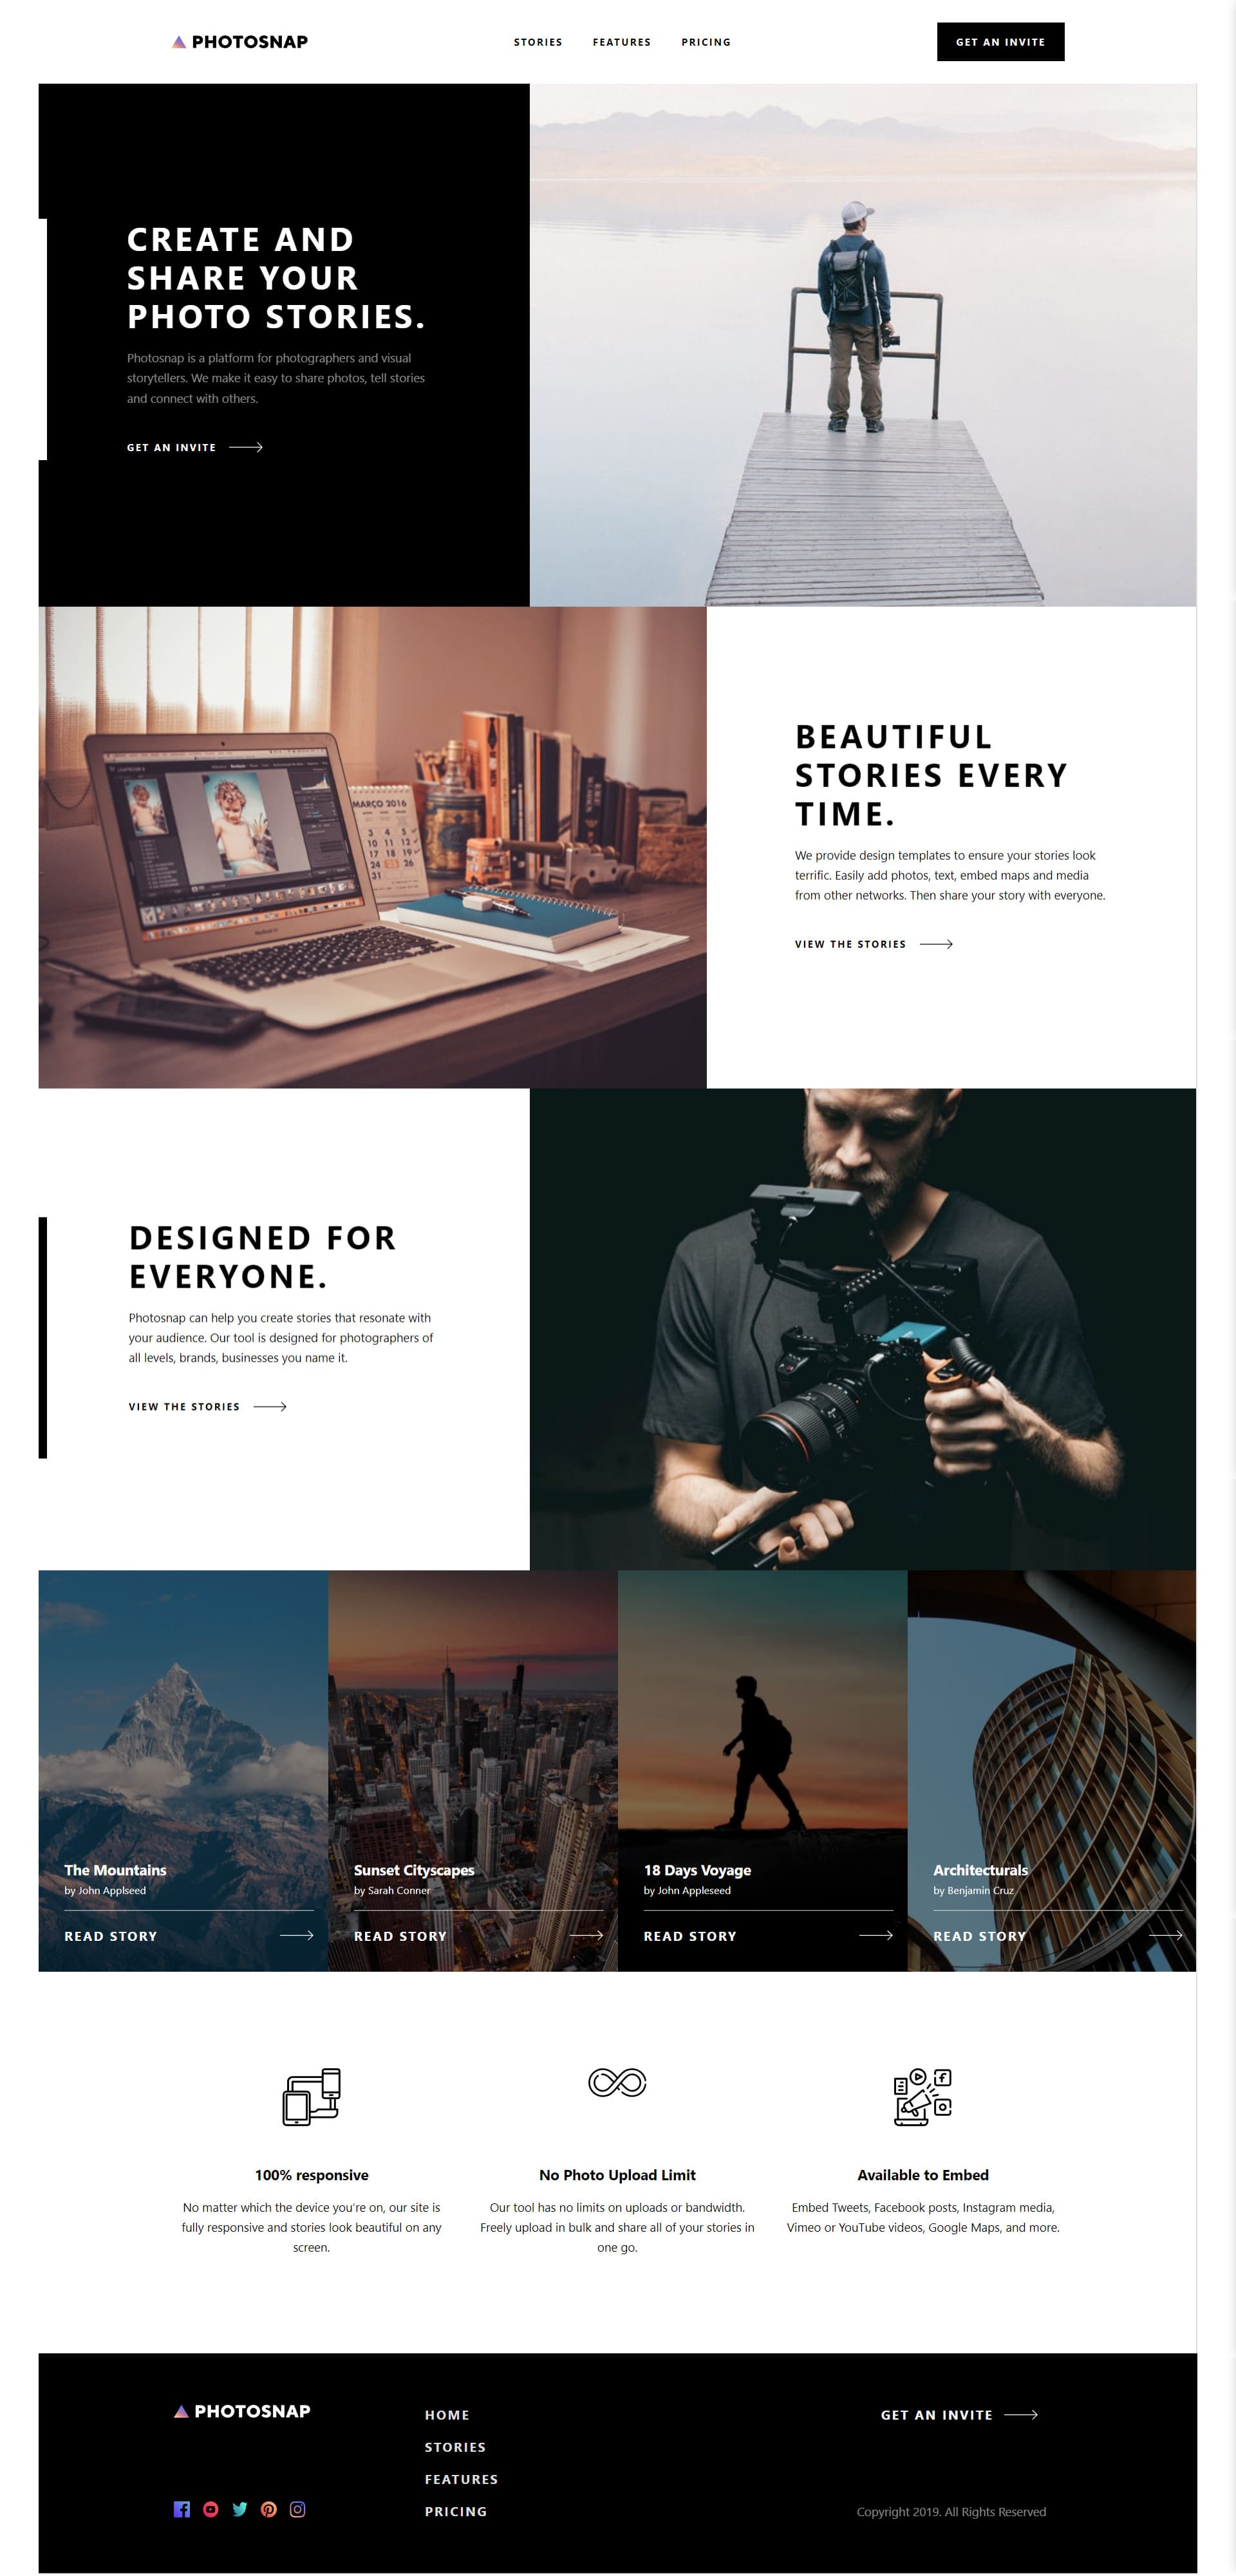 PHOTOSNAP
STORIES FEATURES PRICING
GET AN INVITE
CREATE AND
SHARE YOUR
PHOTO STORIES.
Photosnap is a platform for photographers and visual
storytellers. We make it easy to share photos, tell stories
and connect with others.
GET AN INVITE
MARÇO 2016
BEAUTIFUL
STORIES EVERY
TIME.
We provide design templates to ensure your stories look
terrific. Easily add photos, text, embed maps and media
from other networks. Then share your story with everyone.
VIEW THE STORIES
DESIGNED FOR
EVERYONE.
Photosnap can help you create stories that resonate with
your audience. Our tool is designed for photographers of
all levels, brands, businesses you name it.
VIEW THE STORIES
The Mountains
by John Appleseed
READ STORY
Sunset Cityscapes
by Sarah Conner
READ STORY
18 Days Voyage
by John Appleseed
READ STORY
Architecturals
by Benjamin Cruz
READ STORY
100% responsive
No matter which the device you're on, our site is
fully responsive and stories look beautiful on any
screen.
No Photo Upload Limit
Our tool has no limits on uploads or bandwidth.
Freely upload in bulk and share all of your stories in
one go.
Available to Embed
Embed Tweets, Facebook posts, Instagram media,
Vimeo or YouTube videos, Google Maps, and more.
PHOTOSNAP
HOME
STORIES
FEATURES
PRICING
GET AN INVITE
Copyright 2019. All Rights Reserved